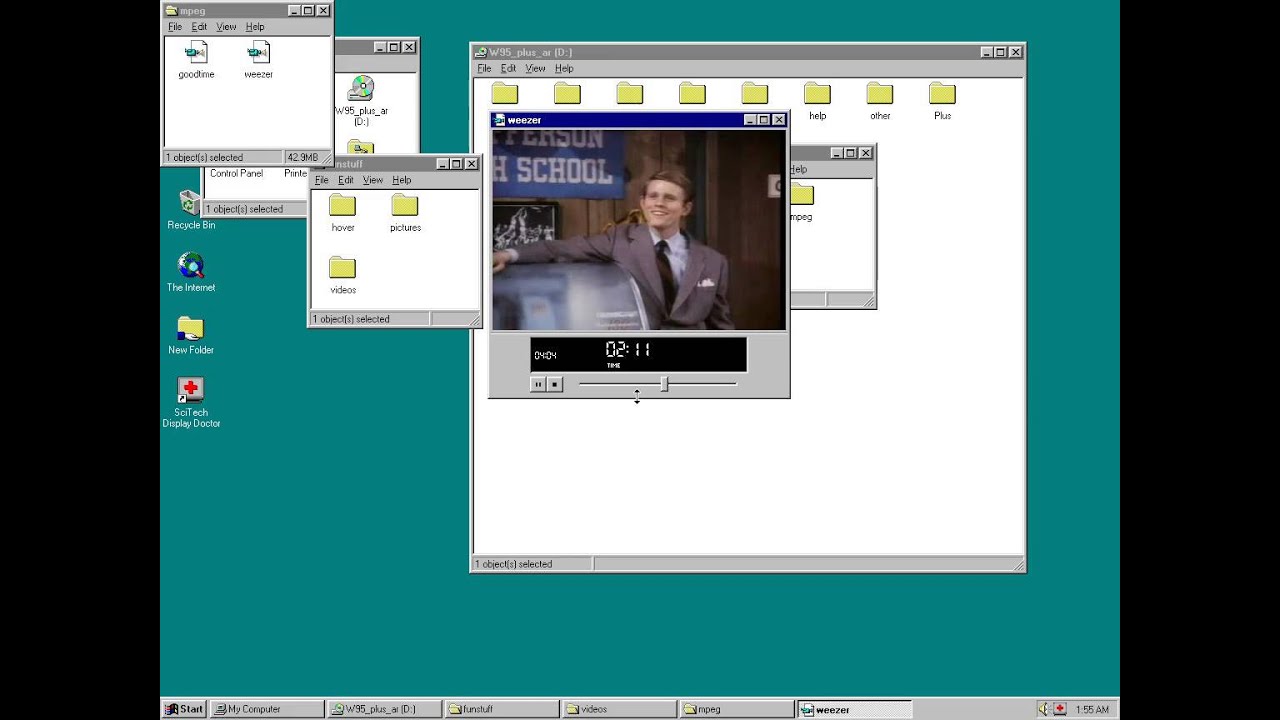 mpeg
File Edit View Help
goodtime weezer
1 object(s) selected 42.9MB
W95_plus_ar
(D:)
Control Panel
1 object(s) selected
funstuff
File Edit View Help
hover pictures
videos
1 object(s) selected
Recycle Bin
The Internet
New Folder
SciTech
Display Doctor
W95_plus_ar (D:)
File Edit View Help
help other Plus
weezer
FFERSON
H SCHOOL
04:04 02:11
TIME
Help
mpeg
1 object(s) selected
Start My Computer W95_plus_ar (D:) funstuff videos mpeg weezer 1:55 AM